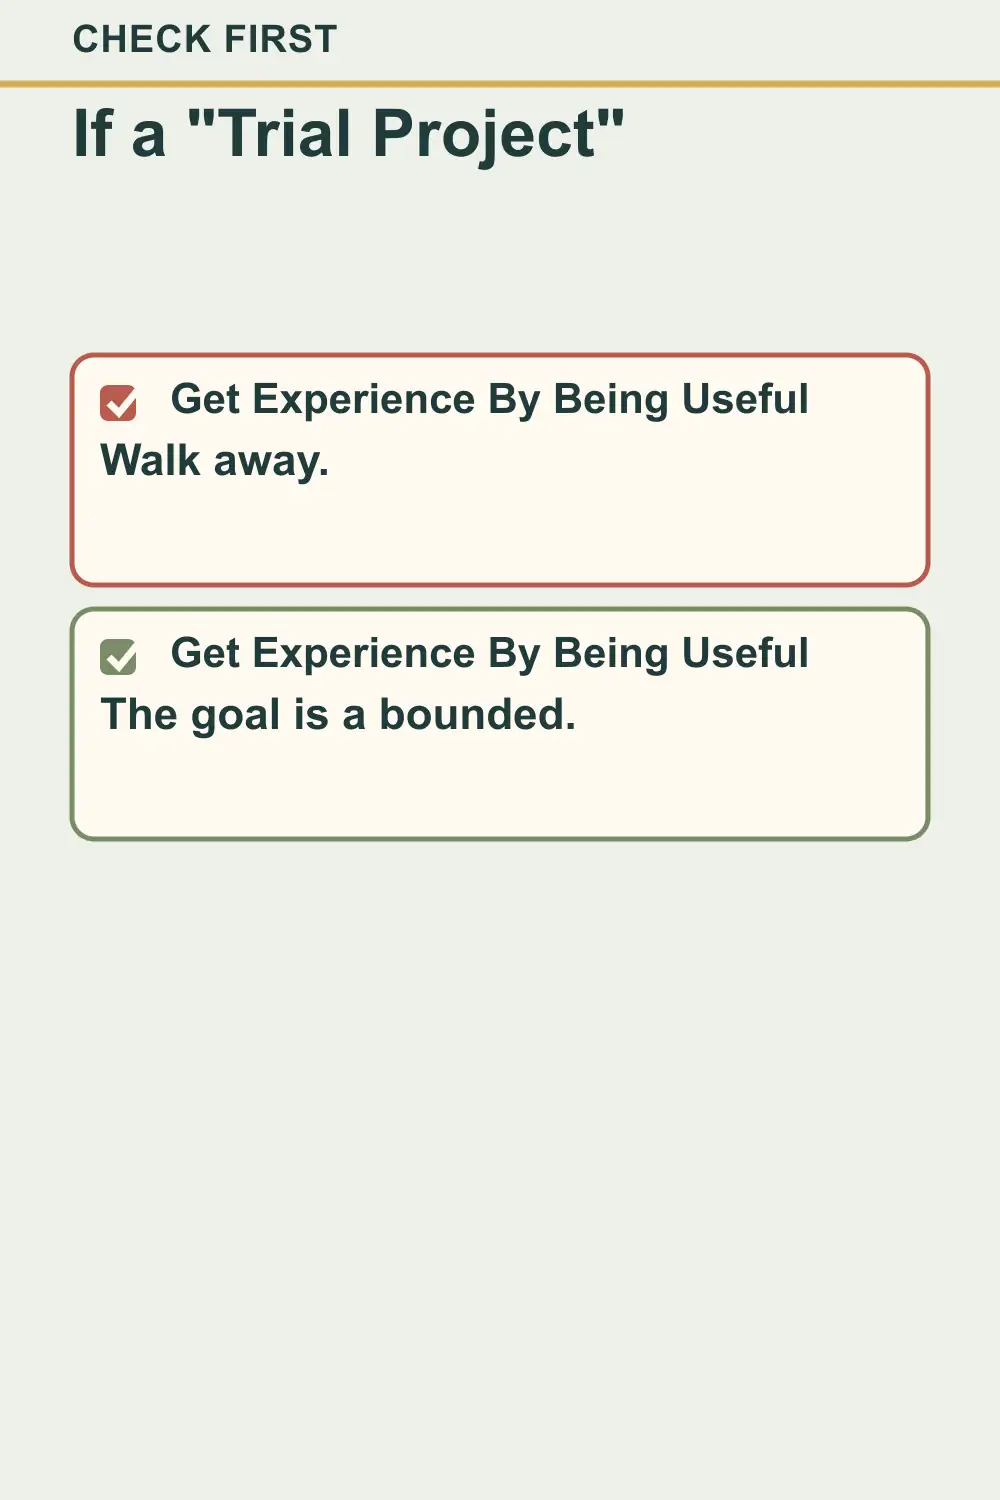 CHECK FIRST
If a "Trial Project"
Get Experience By Being Useful
Walk away.
Get Experience By Being Useful
The goal is a bounded.